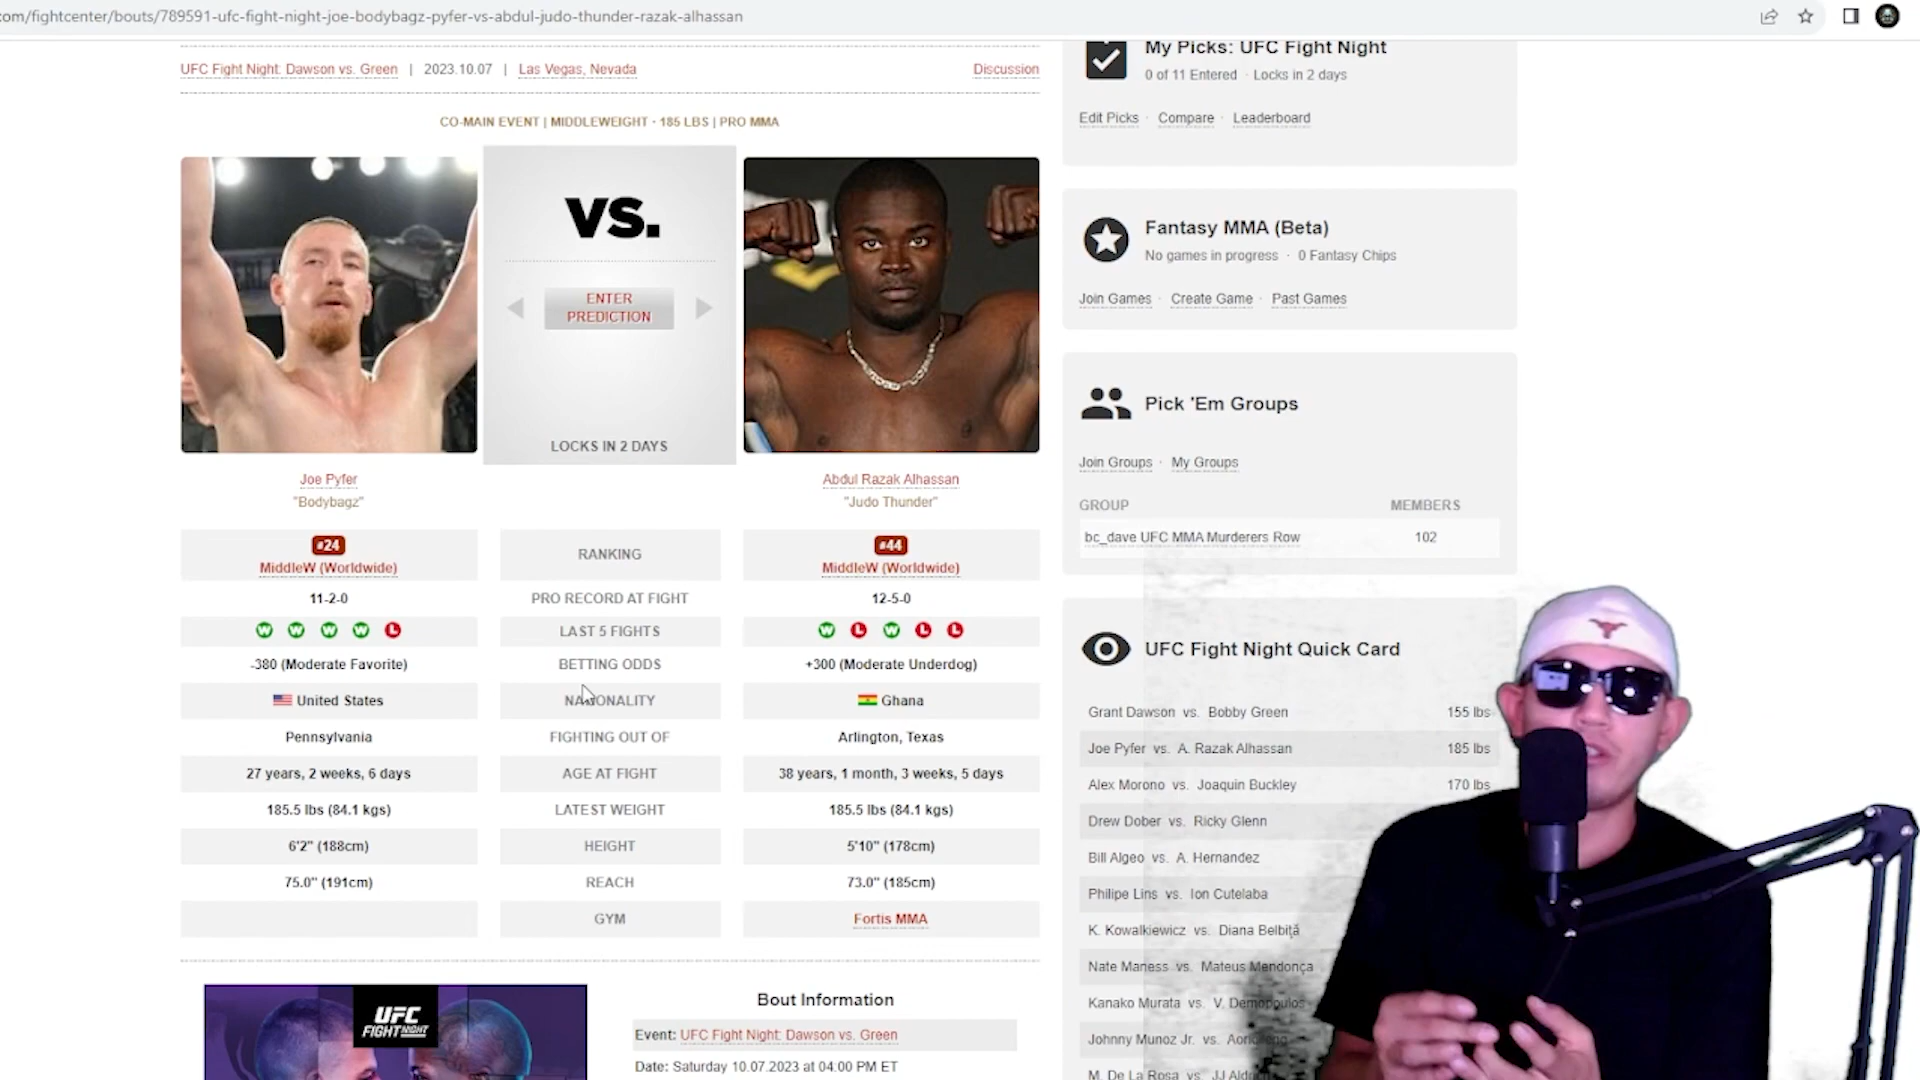 com/fightcenter/bouts/789591-ufc-fight-night-joe-bodybagz-pyfer-vs-abdul-judo-thunder-razak-alhassan
UFC Fight Night: Dawson vs. Green | 2023.10.07 | Las Vegas, Nevada
Discussion
CO-MAIN EVENT | MIDDLEWEIGHT · 185 LBS | PRO MMA
VS.
ENTER
PREDICTION
LOCKS IN 2 DAYS
Joe Pyfer
"Bodybagz"
Abdul Razak Alhassan
"Judo Thunder"
#24
MiddleW (Worldwide)
RANKING
#44
MiddleW (Worldwide)
11-2-0 PRO RECORD AT FIGHT 12-5-0
W W W W L LAST 5 FIGHTS W L W L L
-380 (Moderate Favorite) BETTING ODDS +300 (Moderate Underdog)
United States NATIONALITY Ghana
Pennsylvania FIGHTING OUT OF Arlington, Texas
27 years, 2 weeks, 6 days AGE AT FIGHT 38 years, 1 month, 3 weeks, 5 days
185.5 lbs (84.1 kgs) LATEST WEIGHT 185.5 lbs (84.1 kgs)
6'2" (188cm) HEIGHT 5'10" (178cm)
75.0" (191cm) REACH 73.0" (185cm)
GYM Fortis MMA
UFC
FIGHT NIGHT
Bout Information
Event: UFC Fight Night: Dawson vs. Green
Date: Saturday 10.07.2023 at 04:00 PM ET
My Picks: UFC Fight Night
0 of 11 Entered · Locks in 2 days
Edit Picks · Compare · Leaderboard
Fantasy MMA (Beta)
No games in progress · 0 Fantasy Chips
Join Games · Create Game · Past Games
Pick 'Em Groups
Join Groups · My Groups
GROUP MEMBERS
bc_dave UFC MMA Murderers Row 102
UFC Fight Night Quick Card
Grant Dawson vs. Bobby Green 155 lbs
Joe Pyfer vs. A. Razak Alhassan 185 lbs
Alex Morono vs. Joaquin Buckley 170 lbs
Drew Dober vs. Ricky Glenn
Bill Algeo vs. A. Hernandez
Philipe Lins vs. Ion Cutelaba
K. Kowalkiewicz vs. Diana Belbiţă
Nate Maness vs. Mateus Mendonça
Kanako Murata vs. V. Demopoulos
Johnny Munoz Jr. vs.
M. De La Rosa vs. JJ